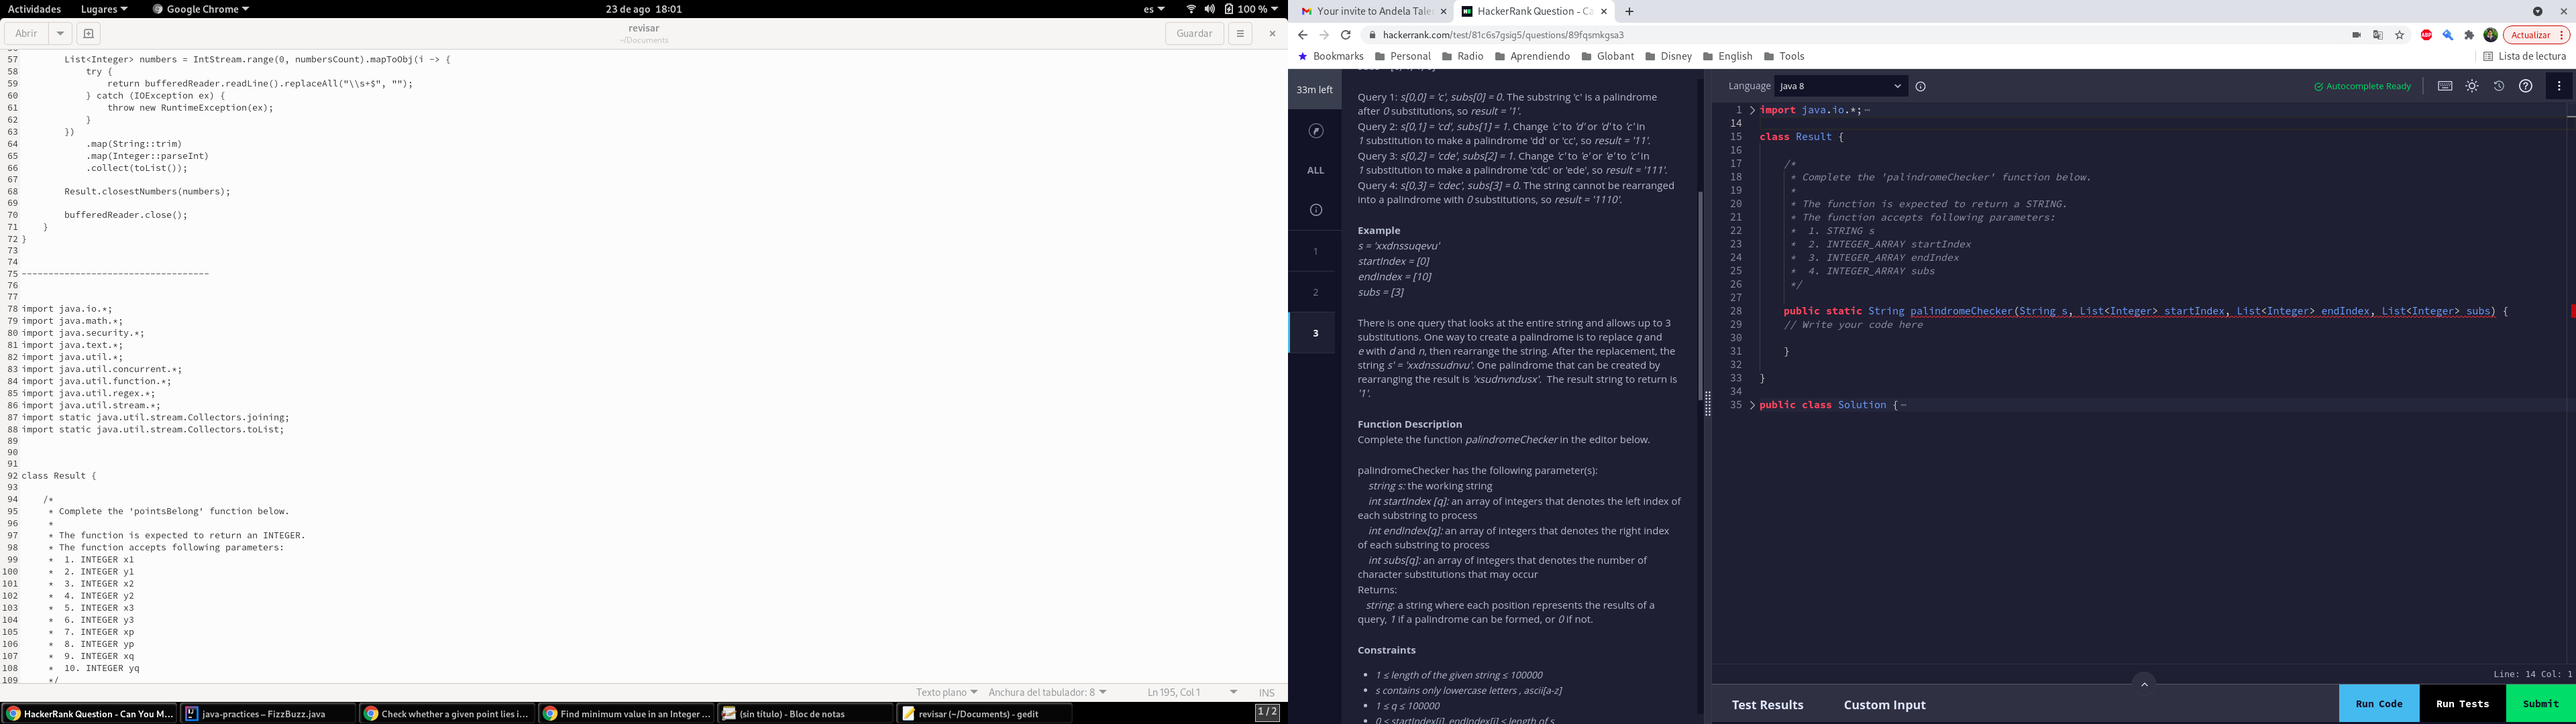 Actividades Lugares Google Chrome 23 de ago 18:01 es 100 %
Abrir revisar Guardar
~/Documents
57 List<Integer> numbers = IntStream.range(0, numbersCount).mapToObj(i -> {
58 try {
59 return bufferedReader.readLine().replaceAll("\\s+$", "");
60 } catch (IOException ex) {
61 throw new RuntimeException(ex);
62 }
63 })
64 .map(String::trim)
65 .map(Integer::parseInt)
66 .collect(toList());
67
68 Result.closestNumbers(numbers);
69
70 bufferedReader.close();
71 }
72 }
73
74
75 -----------------------------------
76
77
78 import java.io.*;
79 import java.math.*;
80 import java.security.*;
81 import java.text.*;
82 import java.util.*;
83 import java.util.concurrent.*;
84 import java.util.function.*;
85 import java.util.regex.*;
86 import java.util.stream.*;
87 import static java.util.stream.Collectors.joining;
88 import static java.util.stream.Collectors.toList;
89
90
91
92 class Result {
93
94 /*
95 * Complete the 'pointsBelong' function below.
96 *
97 * The function is expected to return an INTEGER.
98 * The function accepts following parameters:
99 * 1. INTEGER x1
100 * 2. INTEGER y1
101 * 3. INTEGER x2
102 * 4. INTEGER y2
103 * 5. INTEGER x3
104 * 6. INTEGER y3
105 * 7. INTEGER xp
106 * 8. INTEGER yp
107 * 9. INTEGER xq
108 * 10. INTEGER yq
109 */
Texto plano Anchura del tabulador: 8 Ln 195, Col 1 INS
HackerRank Question - Can You M... java-practices – FizzBuzz.java Check whether a given point lies i... Find minimum value in an Integer ... (sin título) - Bloc de notas revisar (~/Documents) - gedit 1 / 2
Your invite to Andela Tale HackerRank Question - Ca
hackerrank.com/test/81c6s7gsig5/questions/89fqsmkgsa3 Actualizar
Bookmarks Personal Radio Aprendiendo Globant Disney English Tools Lista de lectura
33m left
ALL
1
2
3
Query 1: s[0,0] = 'c', subs[0] = 0. The substring 'c' is a palindrome
after 0 substitutions, so result = '1'.
Query 2: s[0,1] = 'cd', subs[1] = 1. Change 'c' to 'd' or 'd' to 'c' in
1 substitution to make a palindrome 'dd' or 'cc', so result = '11'.
Query 3: s[0,2] = 'cde', subs[2] = 1. Change 'c' to 'e' or 'e' to 'c' in
1 substitution to make a palindrome 'cdc' or 'ede', so result = '111'.
Query 4: s[0,3] = 'cdec', subs[3] = 0. The string cannot be rearranged
into a palindrome with 0 substitutions, so result = '1110'.
Example
s = 'xxdnssuqevu'
startIndex = [0]
endIndex = [10]
subs = [3]
There is one query that looks at the entire string and allows up to 3
substitutions. One way to create a palindrome is to replace q and
e with d and n, then rearrange the string. After the replacement, the
string s' = 'xxdnssudnvu'. One palindrome that can be created by
rearranging the result is 'xsudnvndusx'. The result string to return is
'1'.
Function Description
Complete the function palindromeChecker in the editor below.
palindromeChecker has the following parameter(s):
string s: the working string
int startIndex [q]: an array of integers that denotes the left index of
each substring to process
int endIndex[q]: an array of integers that denotes the right index
of each substring to process
int subs[q]: an array of integers that denotes the number of
character substitutions that may occur
Returns:
string: a string where each position represents the results of a
query, 1 if a palindrome can be formed, or 0 if not.
Constraints
• 1 ≤ length of the given string ≤ 100000
• s contains only lowercase letters , ascii[a-z]
• 1 ≤ q ≤ 100000
• 0 ≤ startIndex[i], endIndex[i] < length of s
Language Java 8 Autocomplete Ready
1 import java.io.*;
14
15 class Result {
16
17 /*
18 * Complete the 'palindromeChecker' function below.
19 *
20 * The function is expected to return a STRING.
21 * The function accepts following parameters:
22 * 1. STRING s
23 * 2. INTEGER_ARRAY startIndex
24 * 3. INTEGER_ARRAY endIndex
25 * 4. INTEGER_ARRAY subs
26 */
27
28 public static String palindromeChecker(String s, List<Integer> startIndex, List<Integer> endIndex, List<Integer> subs) {
29 // Write your code here
30
31 }
32
33 }
34
35 public class Solution {
Line: 14 Col: 1
Test Results Custom Input Run Code Run Tests Submit